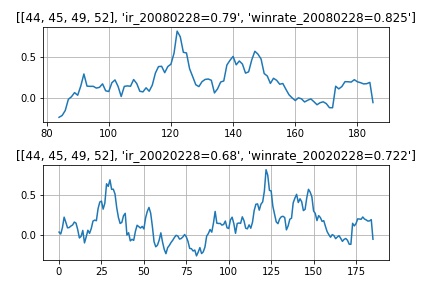 [[44, 45, 49, 52], 'ir_20080228=0.79', 'winrate_20080228=0.825']
0.5
0.0
80 100 120 140 160 180
[[44, 45, 49, 52], 'ir_20020228=0.68', 'winrate_20020228=0.722']
0.5
0.0
0 25 50 75 100 125 150 175